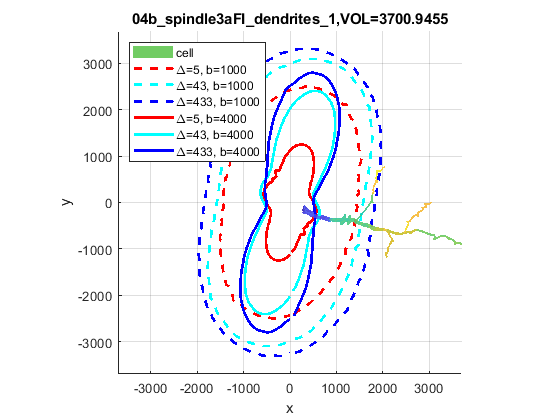 04b_spindle3aFI_dendrites_1,VOL=3700.9455
cell
Δ=5, b=1000
Δ=43, b=1000
Δ=433, b=1000
Δ=5, b=4000
Δ=43, b=4000
Δ=433, b=4000
3000
2000
1000
0
-1000
-2000
-3000
y
-3000 -2000 -1000 0 1000 2000 3000
x